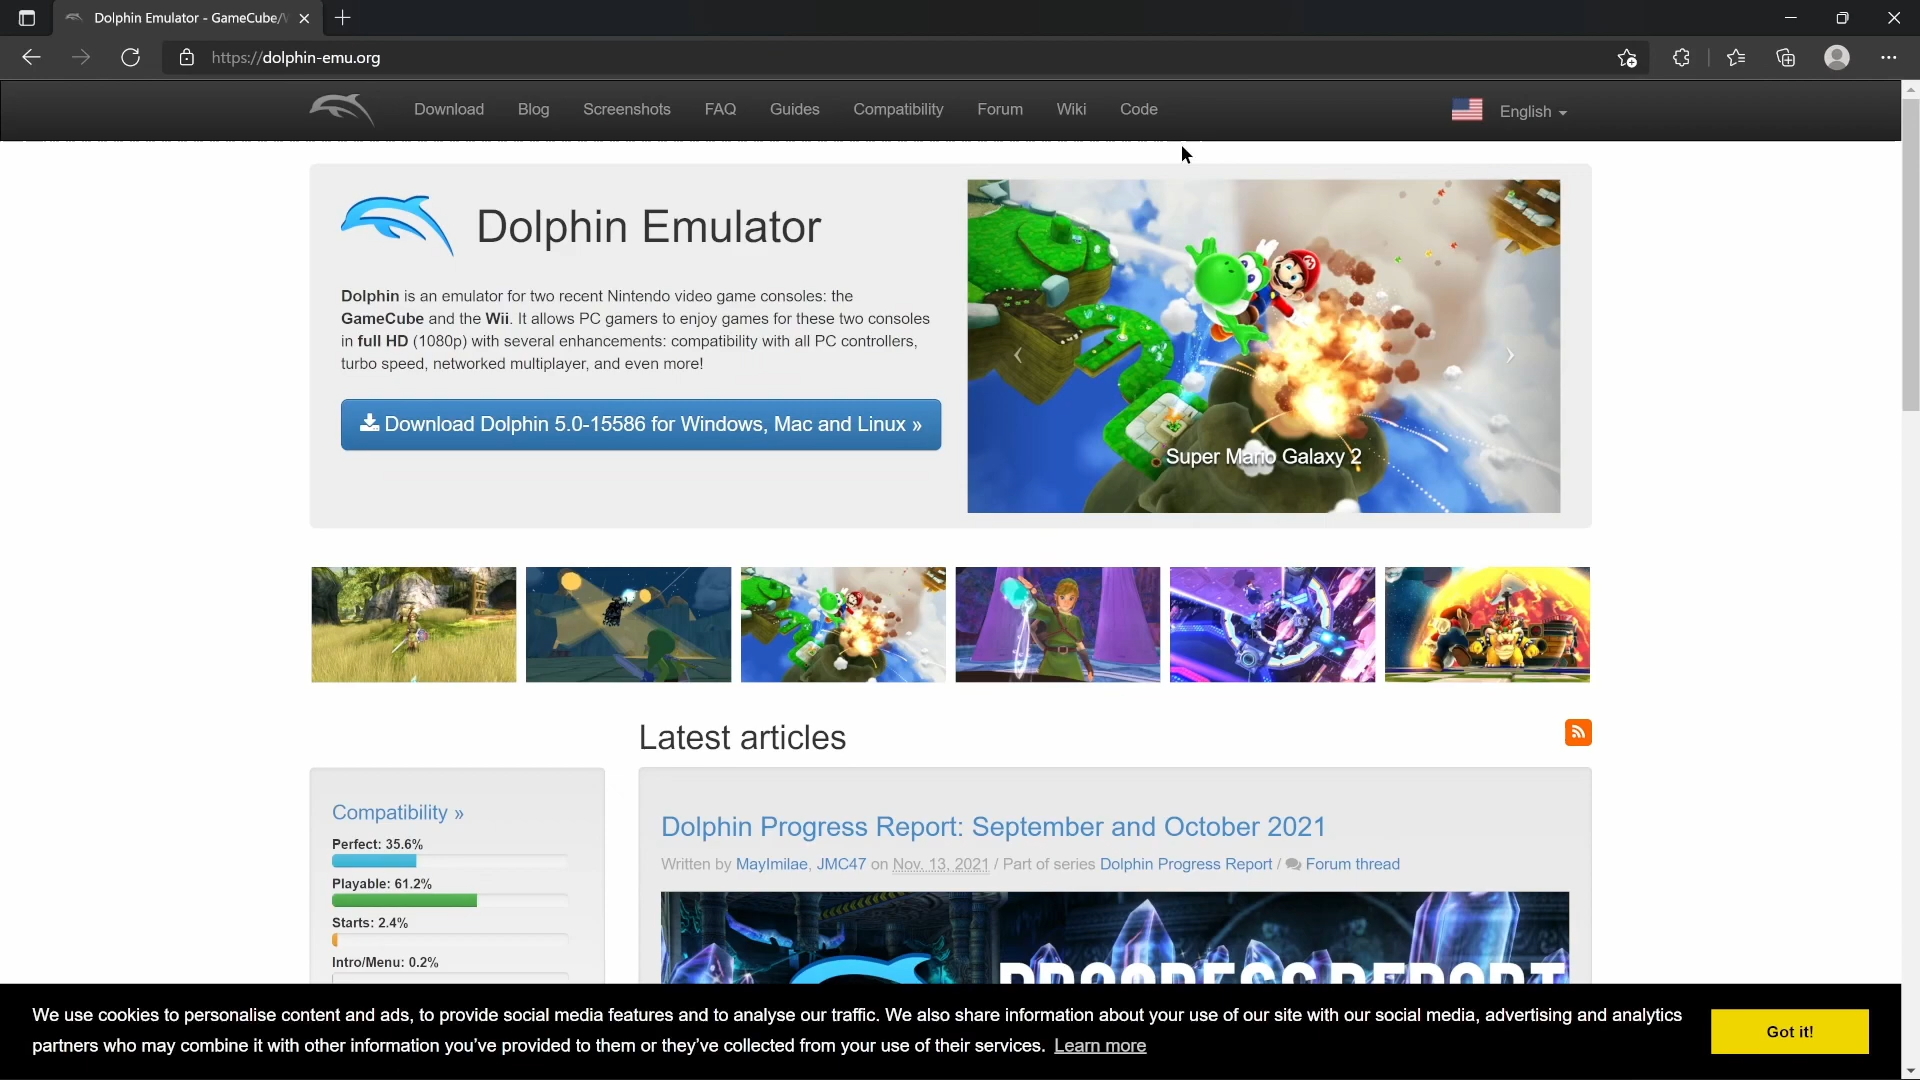 Dolphin Emulator - GameCube/
https://dolphin-emu.org
Download Blog Screenshots FAQ Guides Compatibility Forum Wiki Code English
Dolphin Emulator
Dolphin is an emulator for two recent Nintendo video game consoles: the
GameCube and the Wii. It allows PC gamers to enjoy games for these two consoles
in full HD (1080p) with several enhancements: compatibility with all PC controllers,
turbo speed, networked multiplayer, and even more!
Download Dolphin 5.0-15586 for Windows, Mac and Linux »
Super Mario Galaxy 2
Latest articles
Compatibility »
Perfect: 35.6%
Playable: 61.2%
Starts: 2.4%
Intro/Menu: 0.2%
Dolphin Progress Report: September and October 2021
Written by MayImilae, JMC47 on Nov. 13, 2021 / Part of series Dolphin Progress Report / Forum thread
PROGRESS REPORT
We use cookies to personalise content and ads, to provide social media features and to analyse our traffic. We also share information about your use of our site with our social media, advertising and analytics
partners who may combine it with other information you've provided to them or they've collected from your use of their services. Learn more
Got it!